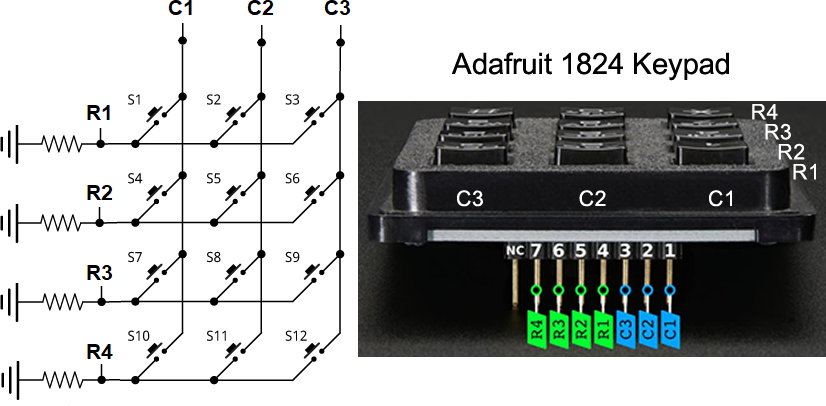 C1 C2 C3
Adafruit 1824 Keypad
S1 S2 S3
R1
S4 S5 S6
R2
S7 S8 S9
R3
S10 S11 S12
R4
R4
R3
R2
R1
C3 C2 C1
NC 7 6 5 4 3 2 1
R4 R3 R2 R1 C3 C2 C1